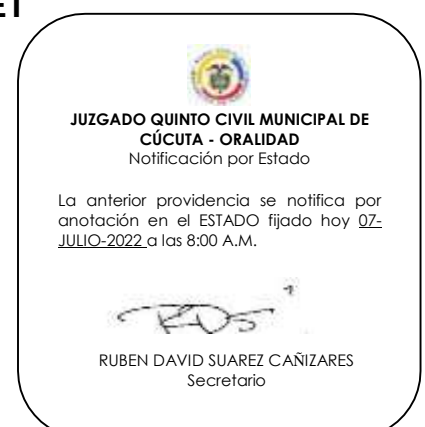 ET
JUZGADO QUINTO CIVIL MUNICIPAL DE
CÚCUTA - ORALIDAD
Notificación por Estado
La anterior providencia se notifica por
anotación en el ESTADO fijado hoy 07-
JULIO-2022 a las 8:00 A.M.
RUBEN DAVID SUAREZ CAÑIZARES
Secretario